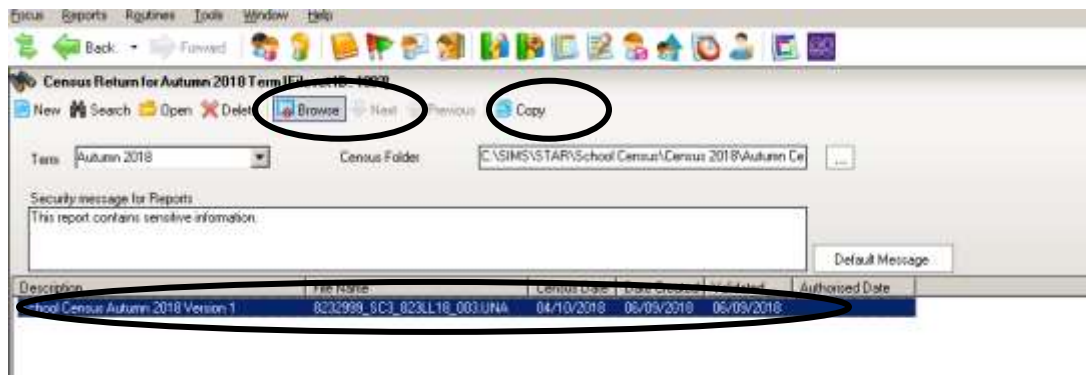 Focus Reports Routines Tools Window Help
Back Forward
Census Return for Autumn 2018 Term
New Search Open Delete Browse Next Previous Copy
Term Autumn 2018 Census Folder C:\SIMS\STAR\School Census\Census 2018\Autumn Ce ...
Security message for Reports
This report contains sensitive information.
Default Message
Description File Name Census Date Date Created Validated Authorised Date
School Census Autumn 2018 Version 1 8232999_SC3_823LL18_003.UNA 04/10/2018 06/09/2018 06/09/2018